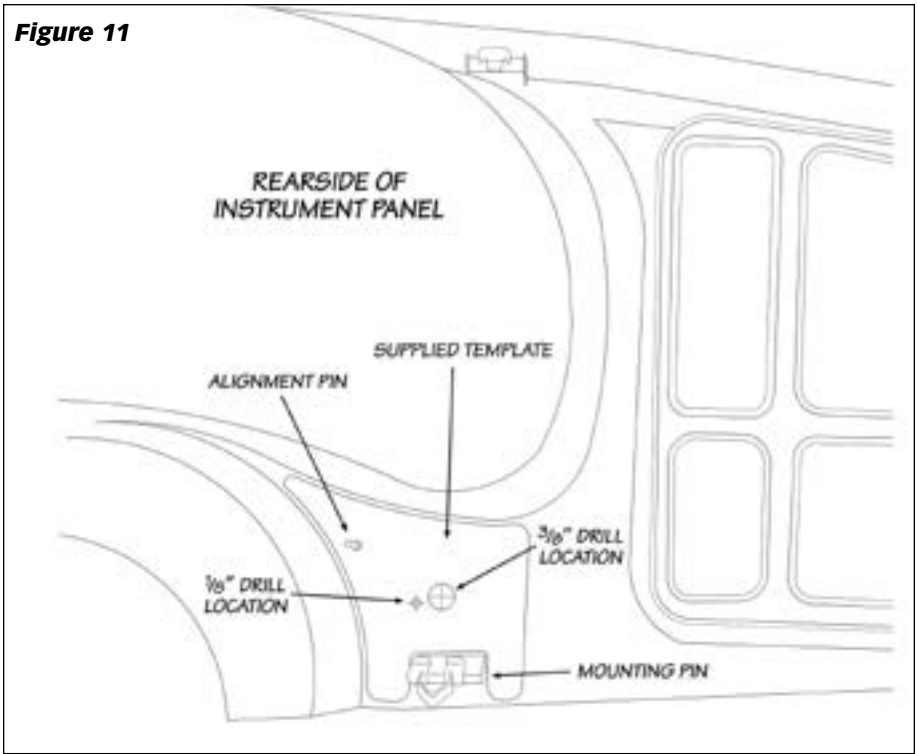 Figure 11
REARSIDE OF
INSTRUMENT PANEL
SUPPLIED TEMPLATE
ALIGNMENT PIN
3/8" DRILL
LOCATION
1/8" DRILL
LOCATION
MOUNTING PIN